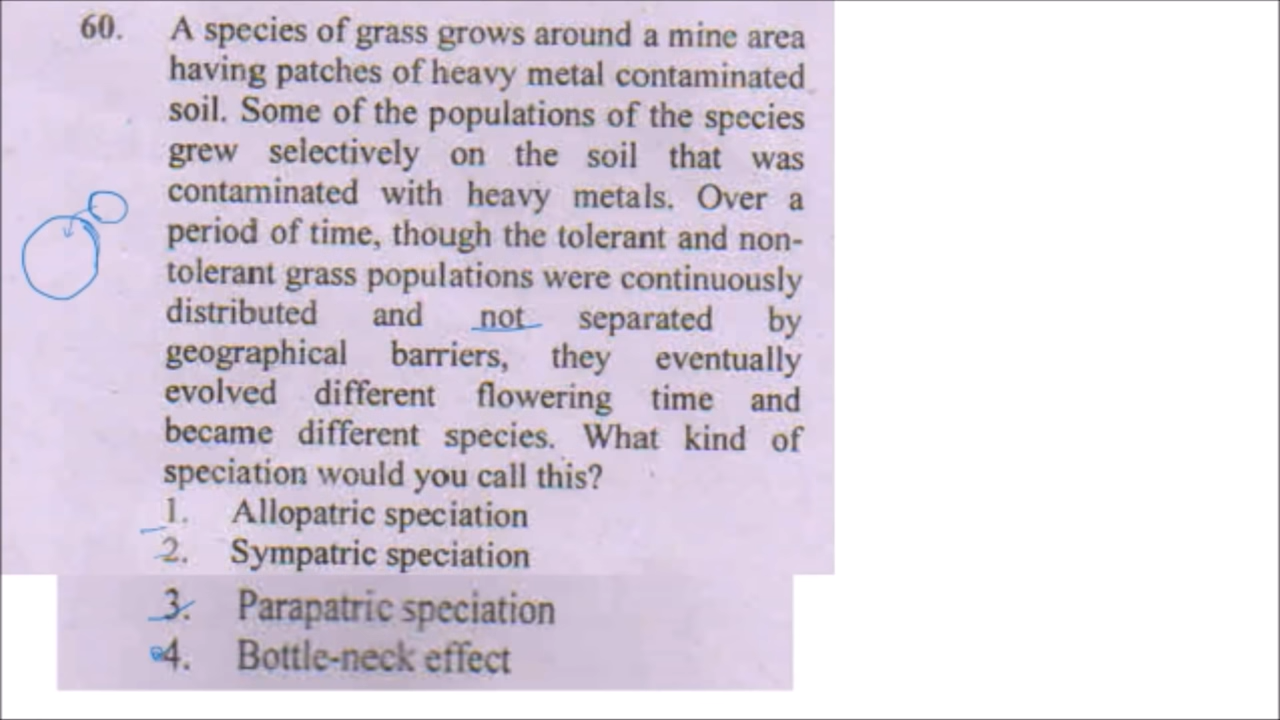 60. A species of grass grows around a mine area
having patches of heavy metal contaminated
soil. Some of the populations of the species
grew selectively on the soil that was
contaminated with heavy metals. Over a
period of time, though the tolerant and non-
tolerant grass populations were continuously
distributed and not separated by
geographical barriers, they eventually
evolved different flowering time and
became different species. What kind of
speciation would you call this?
1. Allopatric speciation
2. Sympatric speciation
3. Parapatric speciation
4. Bottle-neck effect